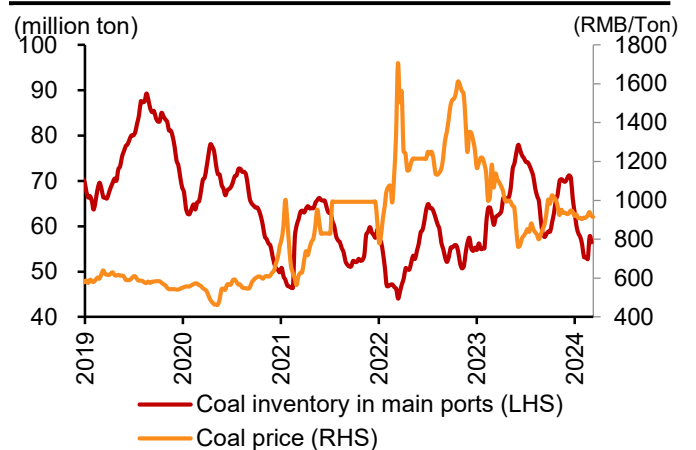 (million ton) (RMB/Ton)
100 1800
90 1600
80 1400
70 1200
60 1000
50 800
40 600
400
2019 2020 2021 2022 2023 2024
Coal inventory in main ports (LHS)
Coal price (RHS)